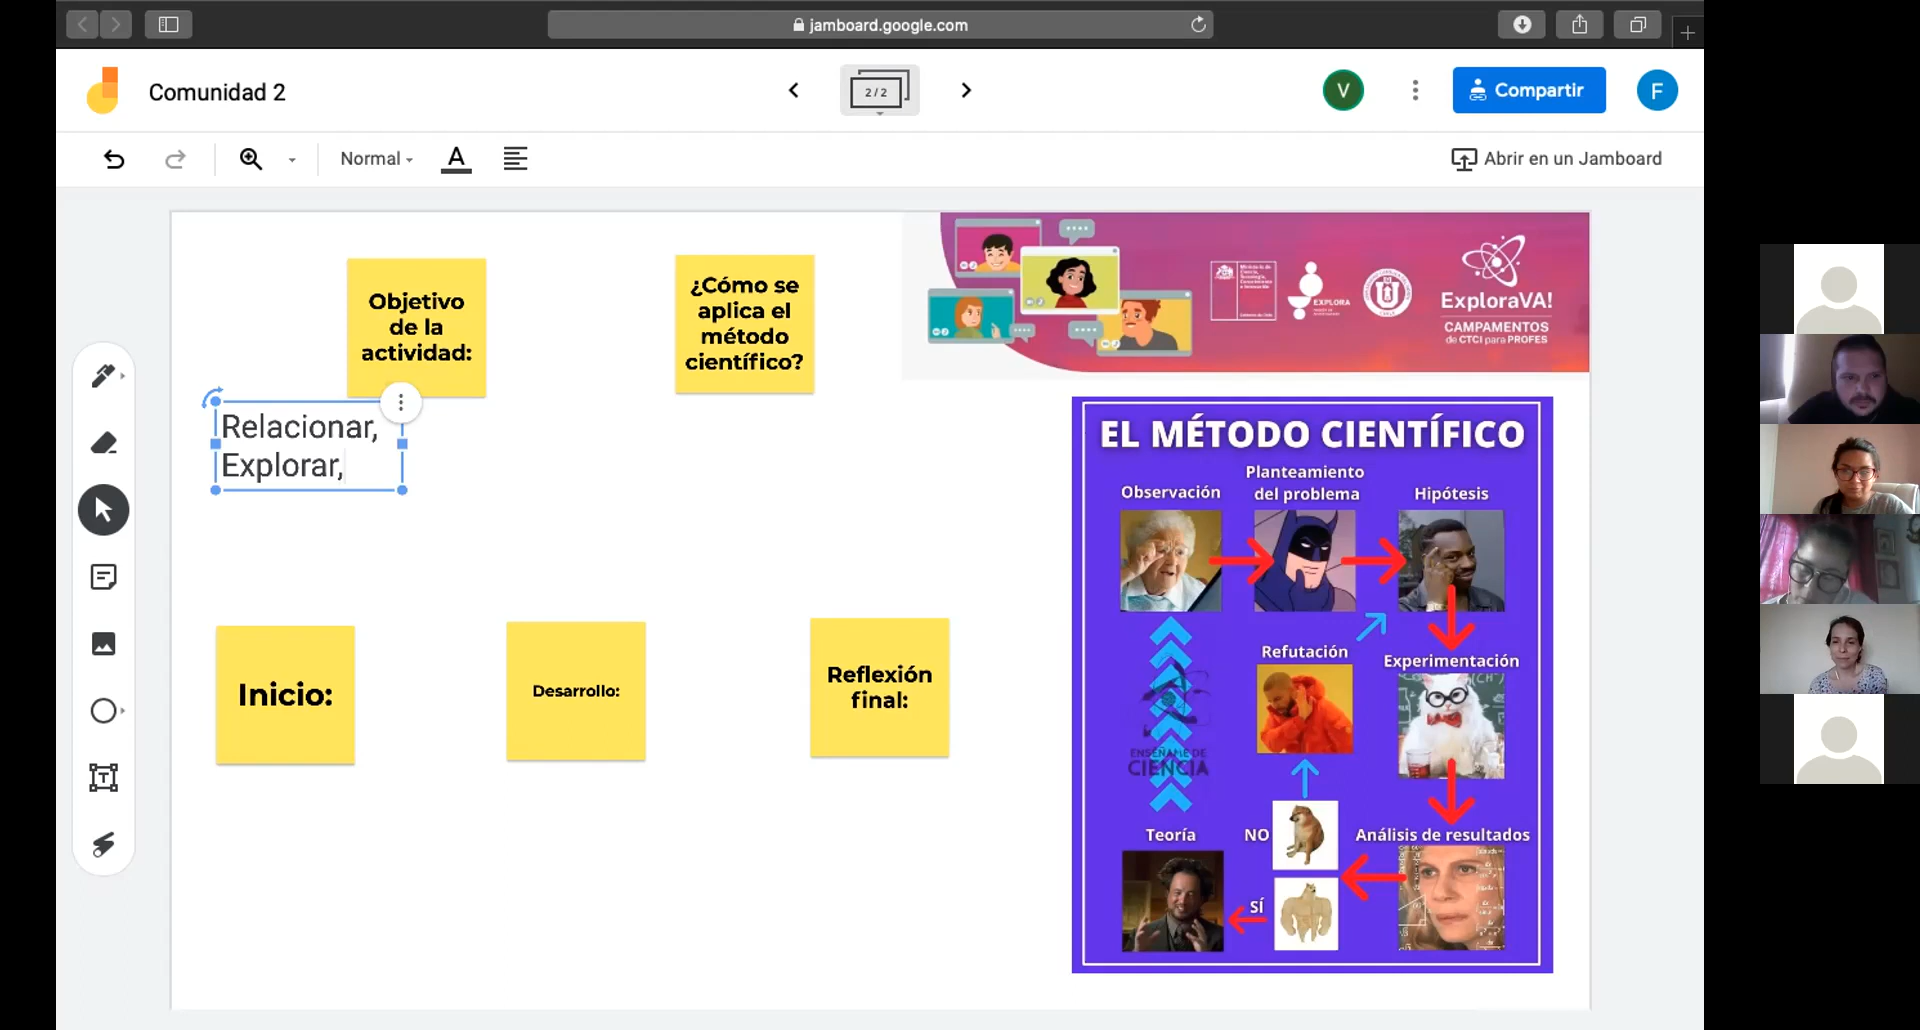 jamboard.google.com
Comunidad 2
2 / 2
V
Compartir
F
Normal
A
Abrir en un Jamboard
Objetivo
de la
actividad:
¿Cómo se
aplica el
método
científico?
EXPLORA
ExploraVA!
CAMPAMENTOS
de CTCI para PROFES
Relacionar,
Explorar,
Inicio:
Desarrollo:
Reflexión
final:
EL MÉTODO CIENTÍFICO
Observación
Planteamiento
del problema
Hipótesis
Refutación
Experimentación
ENSÉÑAME DE
CIENCIA
Teoría
NO
Análisis de resultados
SÍ